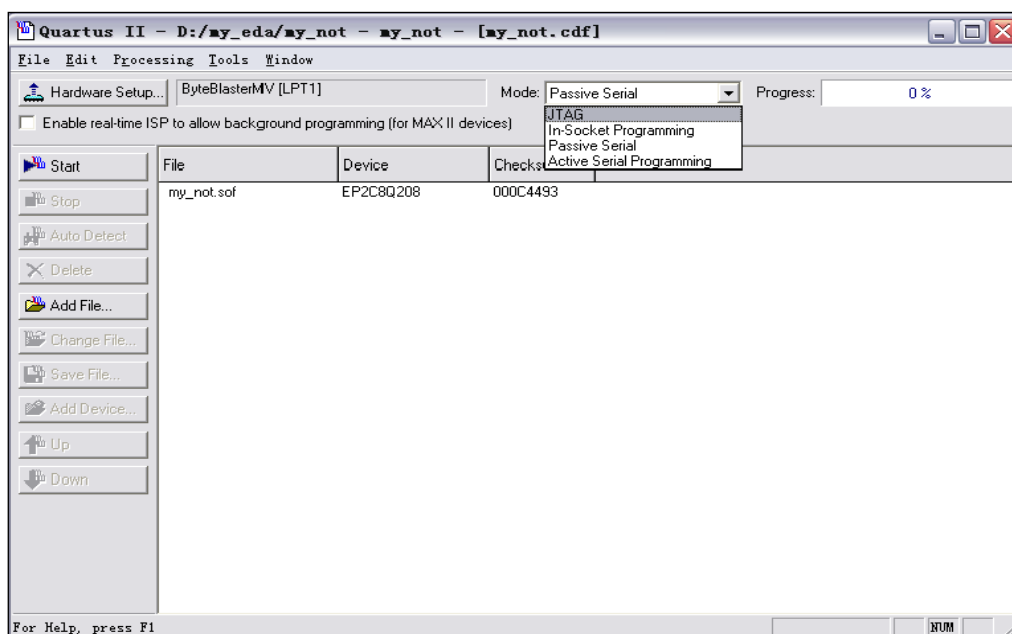 Quartus II - D:/my_eda/my_not - my_not - [my_not.cdf]
File Edit Processing Tools Window
Hardware Setup... ByteBlasterMV [LPT1] Mode: Passive Serial Progress: 0 %
Enable real-time ISP to allow background programming (for MAX II devices)
JTAG
In-Socket Programming
Passive Serial
Active Serial Programming
Start
Stop
Auto Detect
Delete
Add File...
Change File...
Save File...
Add Device...
Up
Down
File Device
my_not.sof EP2C8Q208 000C4493
For Help, press F1 NUM